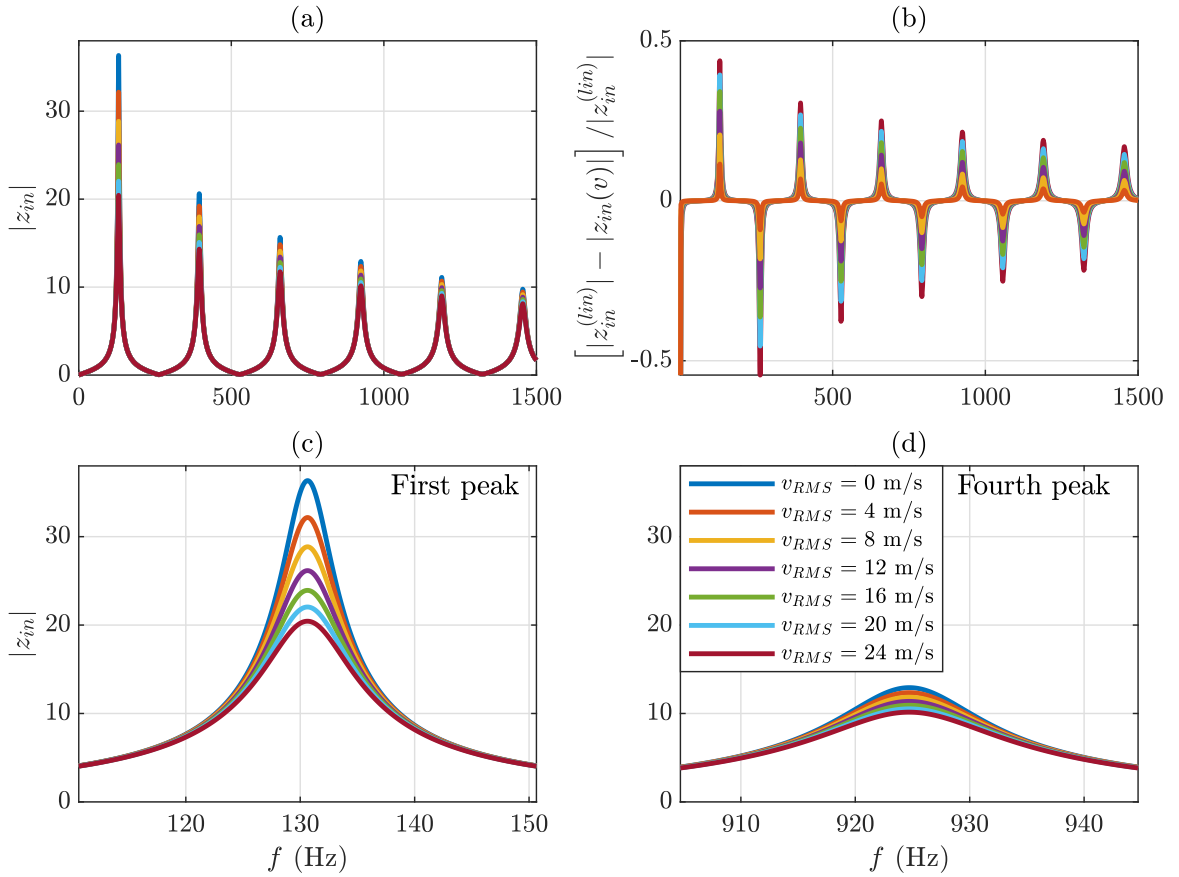 (a)
|z_in|
30
20
10
0
0
500
1000
1500
(b)
[|z_in^(lin)| − |z_in(v)|] / |z_in^(lin)|
0.5
0
-0.5
500
1000
1500
(c)
First peak
|z_in|
30
20
10
0
120
130
140
150
f (Hz)
(d)
Fourth peak
v_RMS = 0 m/s
v_RMS = 4 m/s
v_RMS = 8 m/s
v_RMS = 12 m/s
v_RMS = 16 m/s
v_RMS = 20 m/s
v_RMS = 24 m/s
30
20
10
0
910
920
930
940
f (Hz)